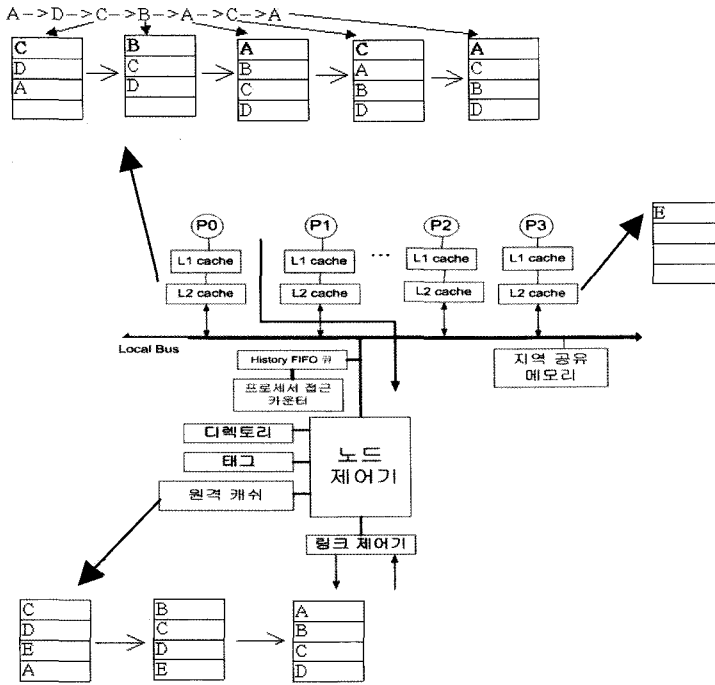 A->D->C->B->A->C->A
C
D
A
B
C
D
A
B
C
D
C
A
B
D
A
C
B
D
P0
P1
P2
P3
...
L1 cache
L1 cache
L1 cache
L1 cache
L2 cache
L2 cache
L2 cache
L2 cache
E
Local Bus
History FIFO 큐
프로세서 접근
카운터
지역 공유
메모리
디렉토리
태그
원격 캐쉬
노드
제어기
링크 제어기
C
D
E
A
B
C
D
E
A
B
C
D